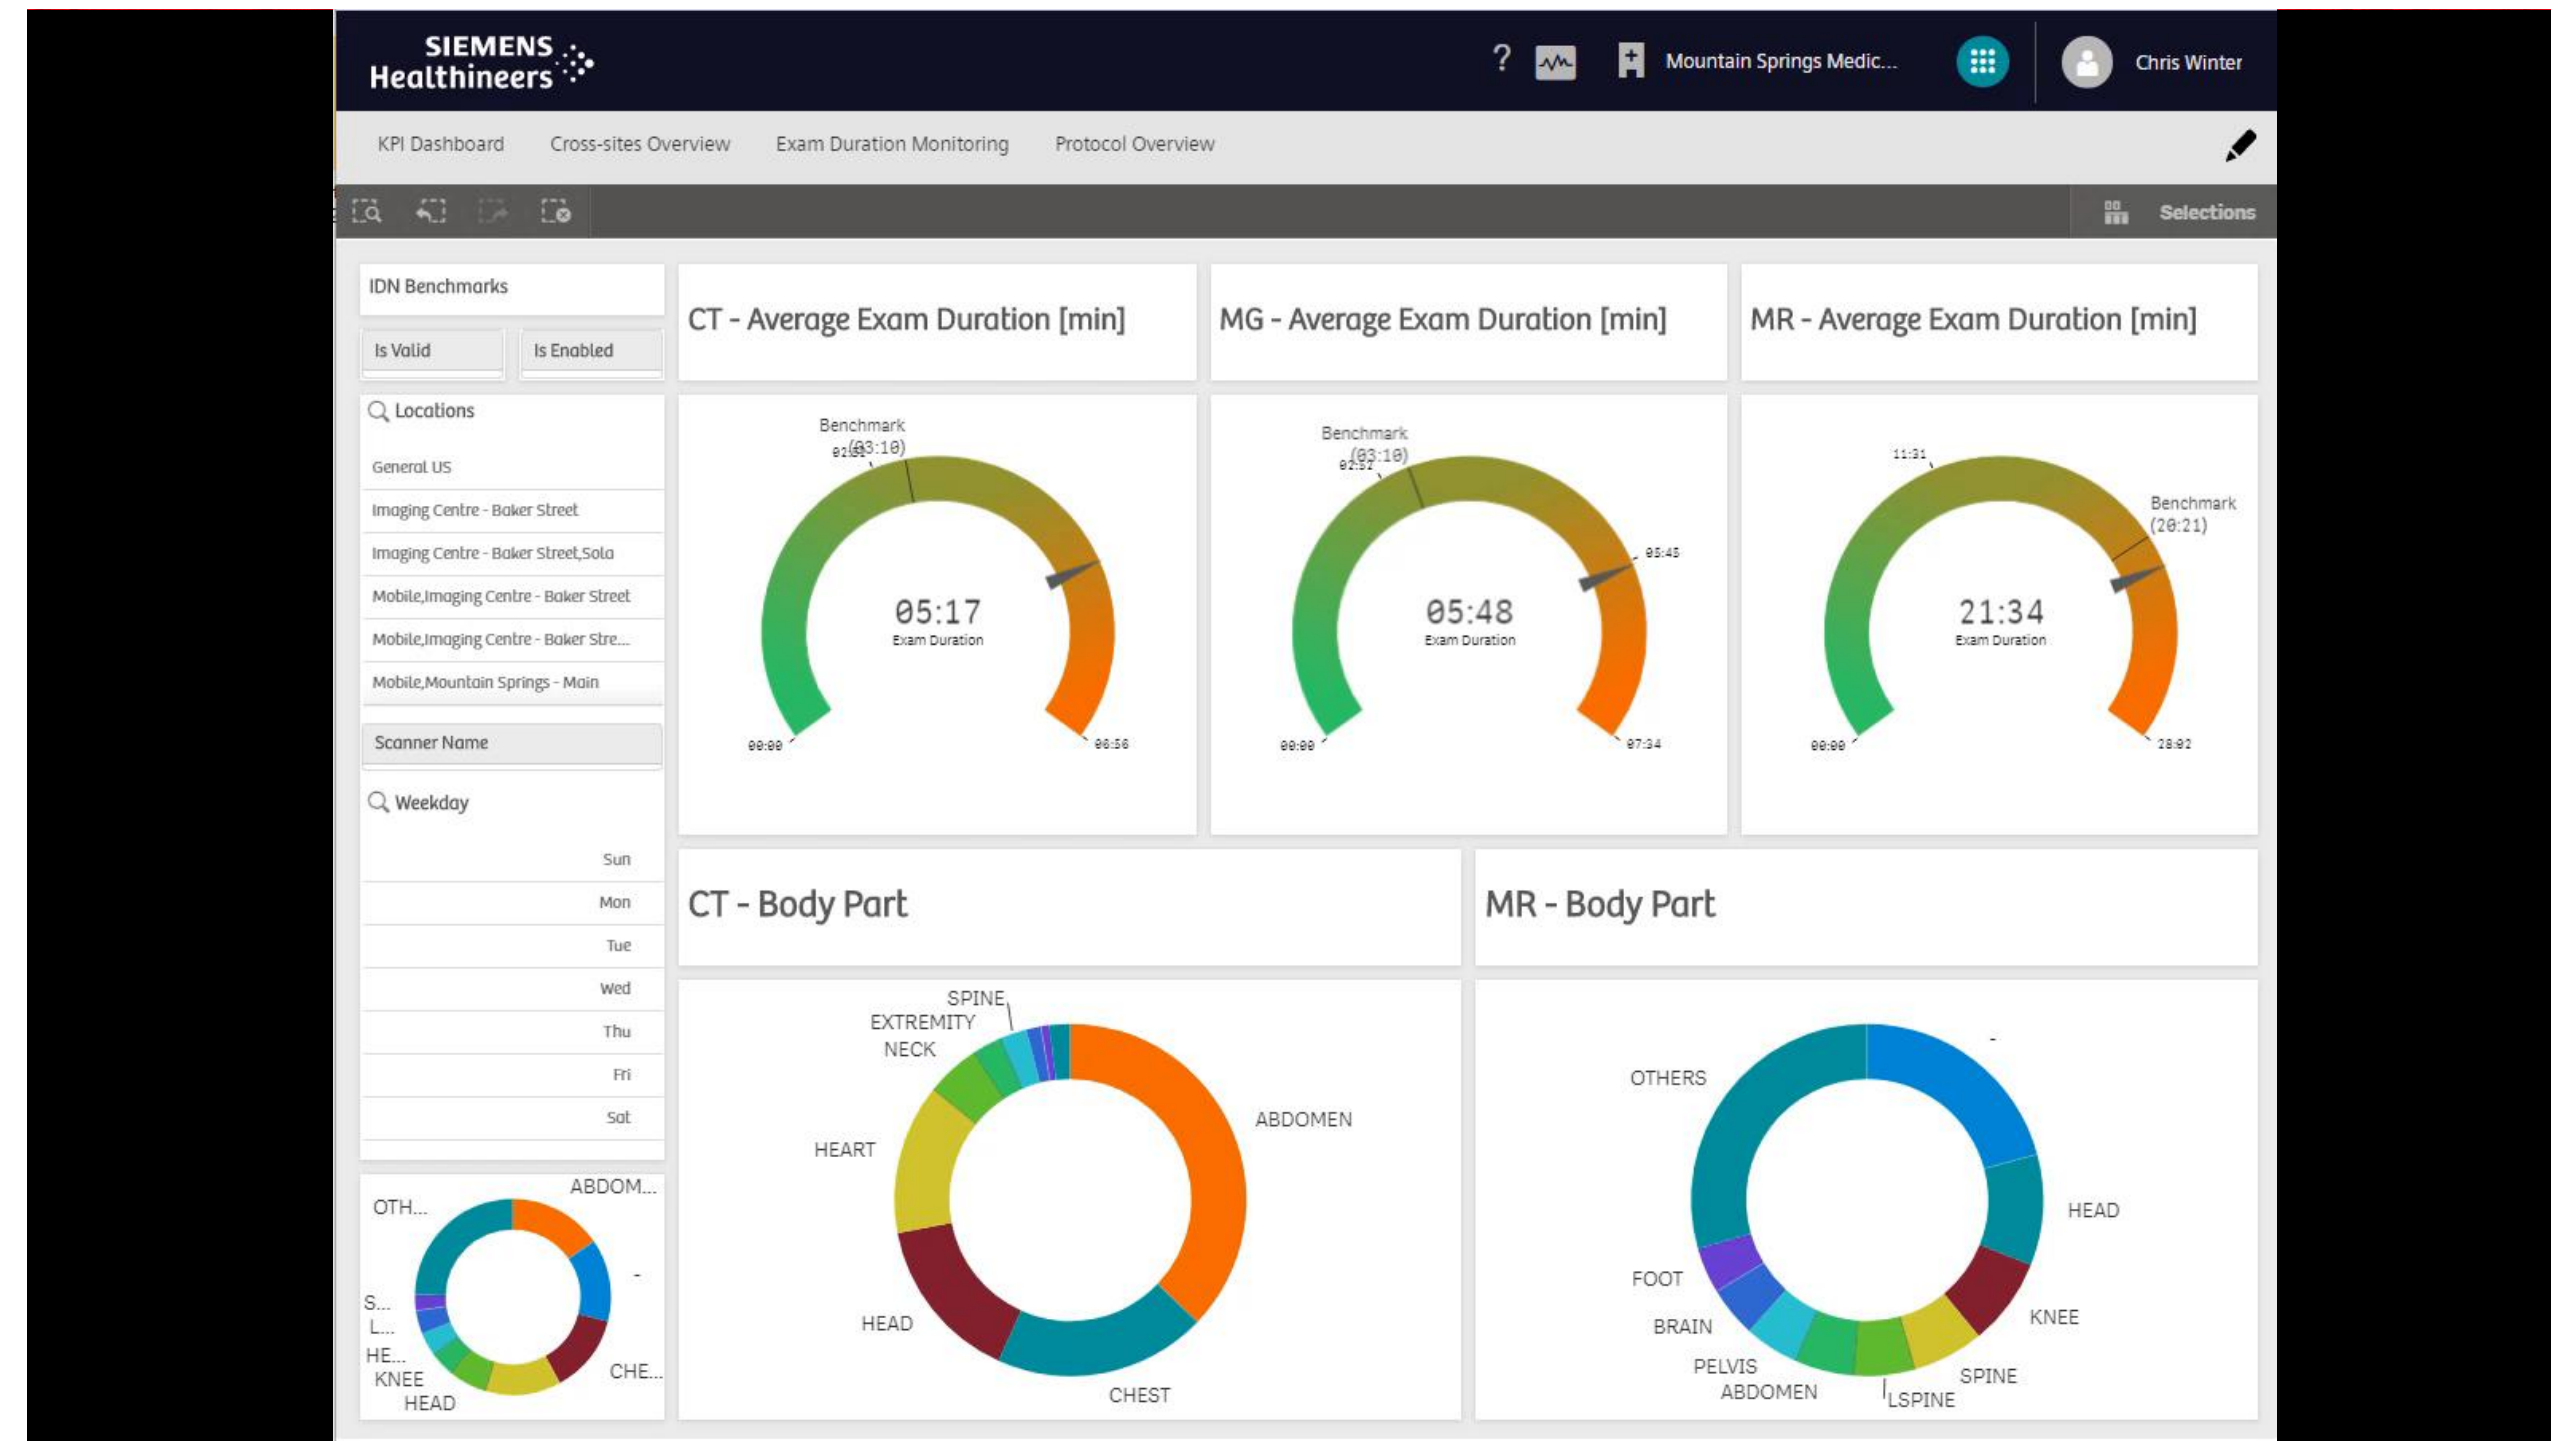 SIEMENS
Healthineers
?
Mountain Springs Medic...
Chris Winter
KPI Dashboard
Cross-sites Overview
Exam Duration Monitoring
Protocol Overview
Selections
IDN Benchmarks
Is Valid
Is Enabled
Locations
General US
Imaging Centre - Baker Street
Imaging Centre - Baker Street,Sola
Mobile,Imaging Centre - Baker Street
Mobile,Imaging Centre - Baker Stre...
Mobile,Mountain Springs - Main
Scanner Name
Weekday
Sun
Mon
Tue
Wed
Thu
Fri
Sat
OTH...
ABDOM...
-
S...
L...
HE...
KNEE
HEAD
CHE...
CT - Average Exam Duration [min]
Benchmark
(03:10)
05:17
Exam Duration
00:00
06:56
MG - Average Exam Duration [min]
Benchmark
(03:10)
02:52
05:45
05:48
Exam Duration
00:00
07:34
MR - Average Exam Duration [min]
11:31
Benchmark
(20:21)
21:34
Exam Duration
00:00
28:02
CT - Body Part
SPINE
EXTREMITY
NECK
HEART
HEAD
CHEST
ABDOMEN
MR - Body Part
-
OTHERS
HEAD
FOOT
KNEE
BRAIN
SPINE
PELVIS
ABDOMEN
LSPINE